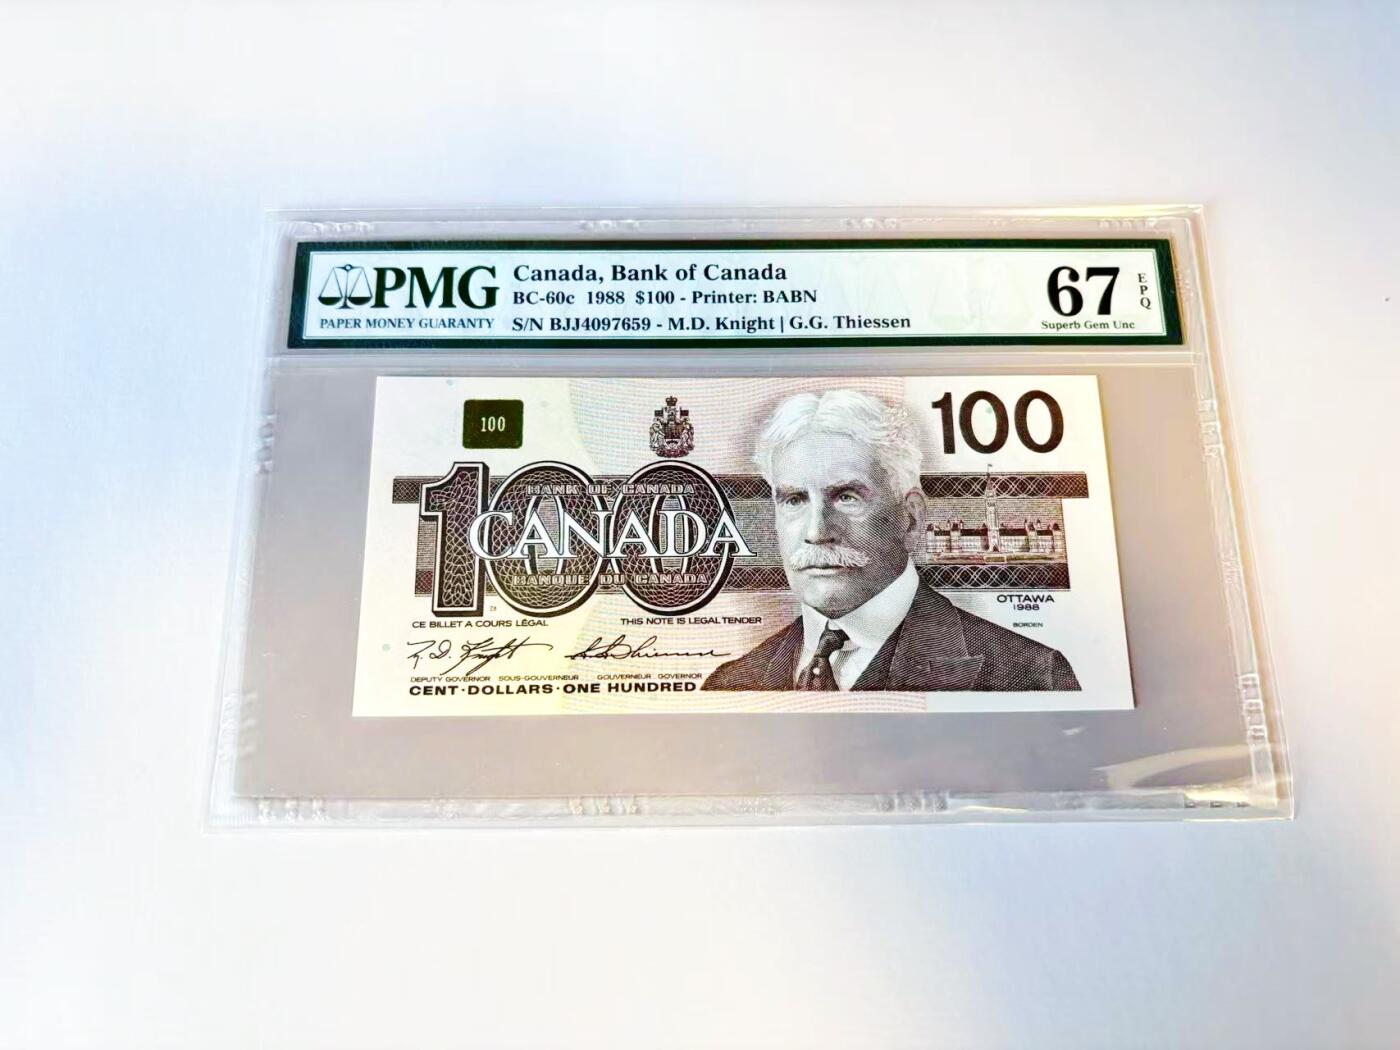 PMG
PAPER MONEY GUARANTY
Canada, Bank of Canada
BC-60c 1988 $100 - Printer: BABN
S/N BJJ4097659 - M.D. Knight | G.G. Thiessen
67
EPQ
Superb Gem Unc
100
100
100
BANK OF CANADA
CANADA
BANQUE DU CANADA
OTTAWA
1988
BORDEN
CE BILLET A COURS LÉGAL
THIS NOTE IS LEGAL TENDER
DEPUTY GOVERNOR SOUS-GOUVERNEUR
GOUVERNEUR GOVERNOR
CENT·DOLLARS·ONE HUNDRED